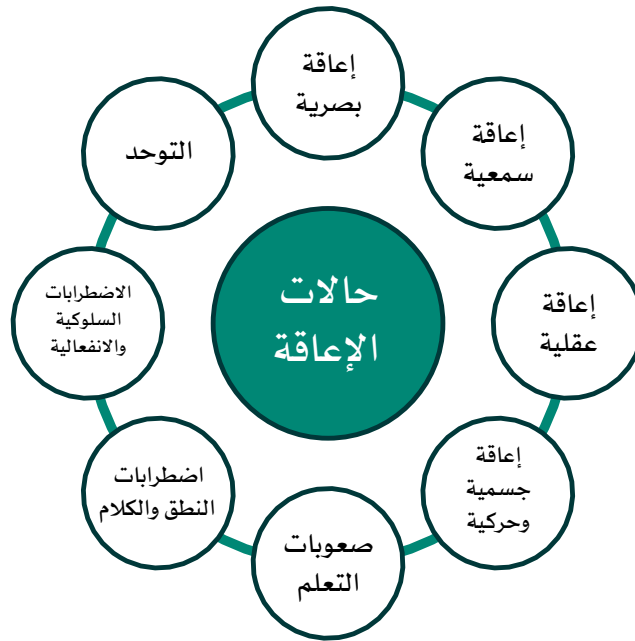 حالات
الإعاقة
إعاقة
بصرية
إعاقة
سمعية
إعاقة
عقلية
إعاقة
جسمية
وحركية
صعوبات
التعلم
اضطرابات
النطق والكلام
الاضطرابات
السلوكية
والانفعالية
التوحد